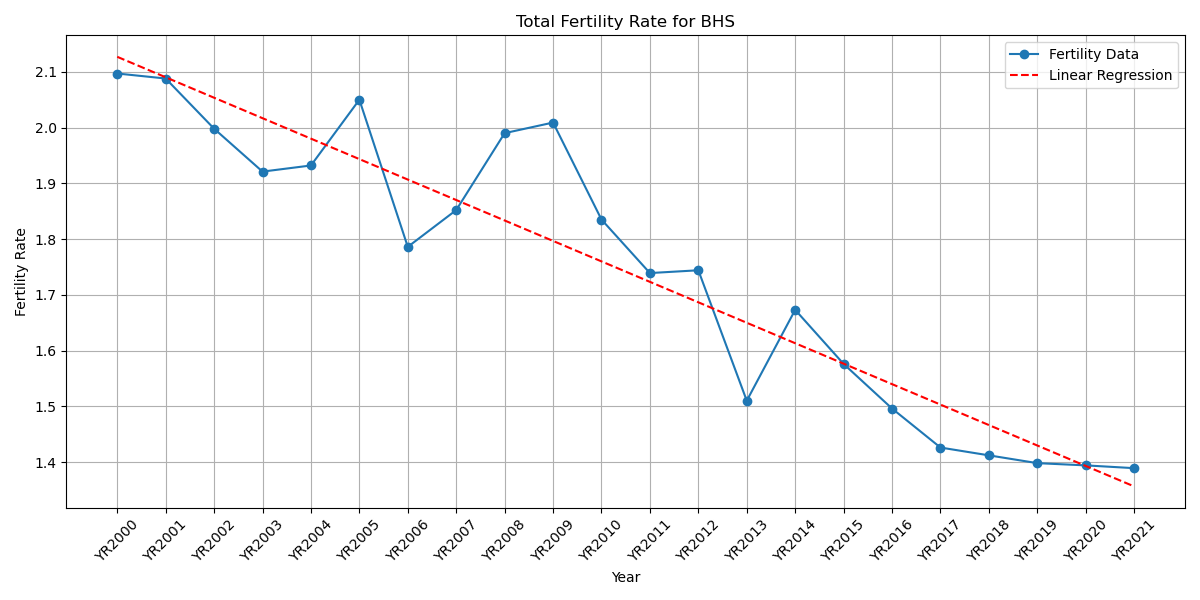 Total Fertility Rate for BHS
Fertility Data
Linear Regression
Fertility Rate
2.1
2.0
1.9
1.8
1.7
1.6
1.5
1.4
YR2000
YR2001
YR2002
YR2003
YR2004
YR2005
YR2006
YR2007
YR2008
YR2009
YR2010
YR2011
YR2012
YR2013
YR2014
YR2015
YR2016
YR2017
YR2018
YR2019
YR2020
YR2021
Year